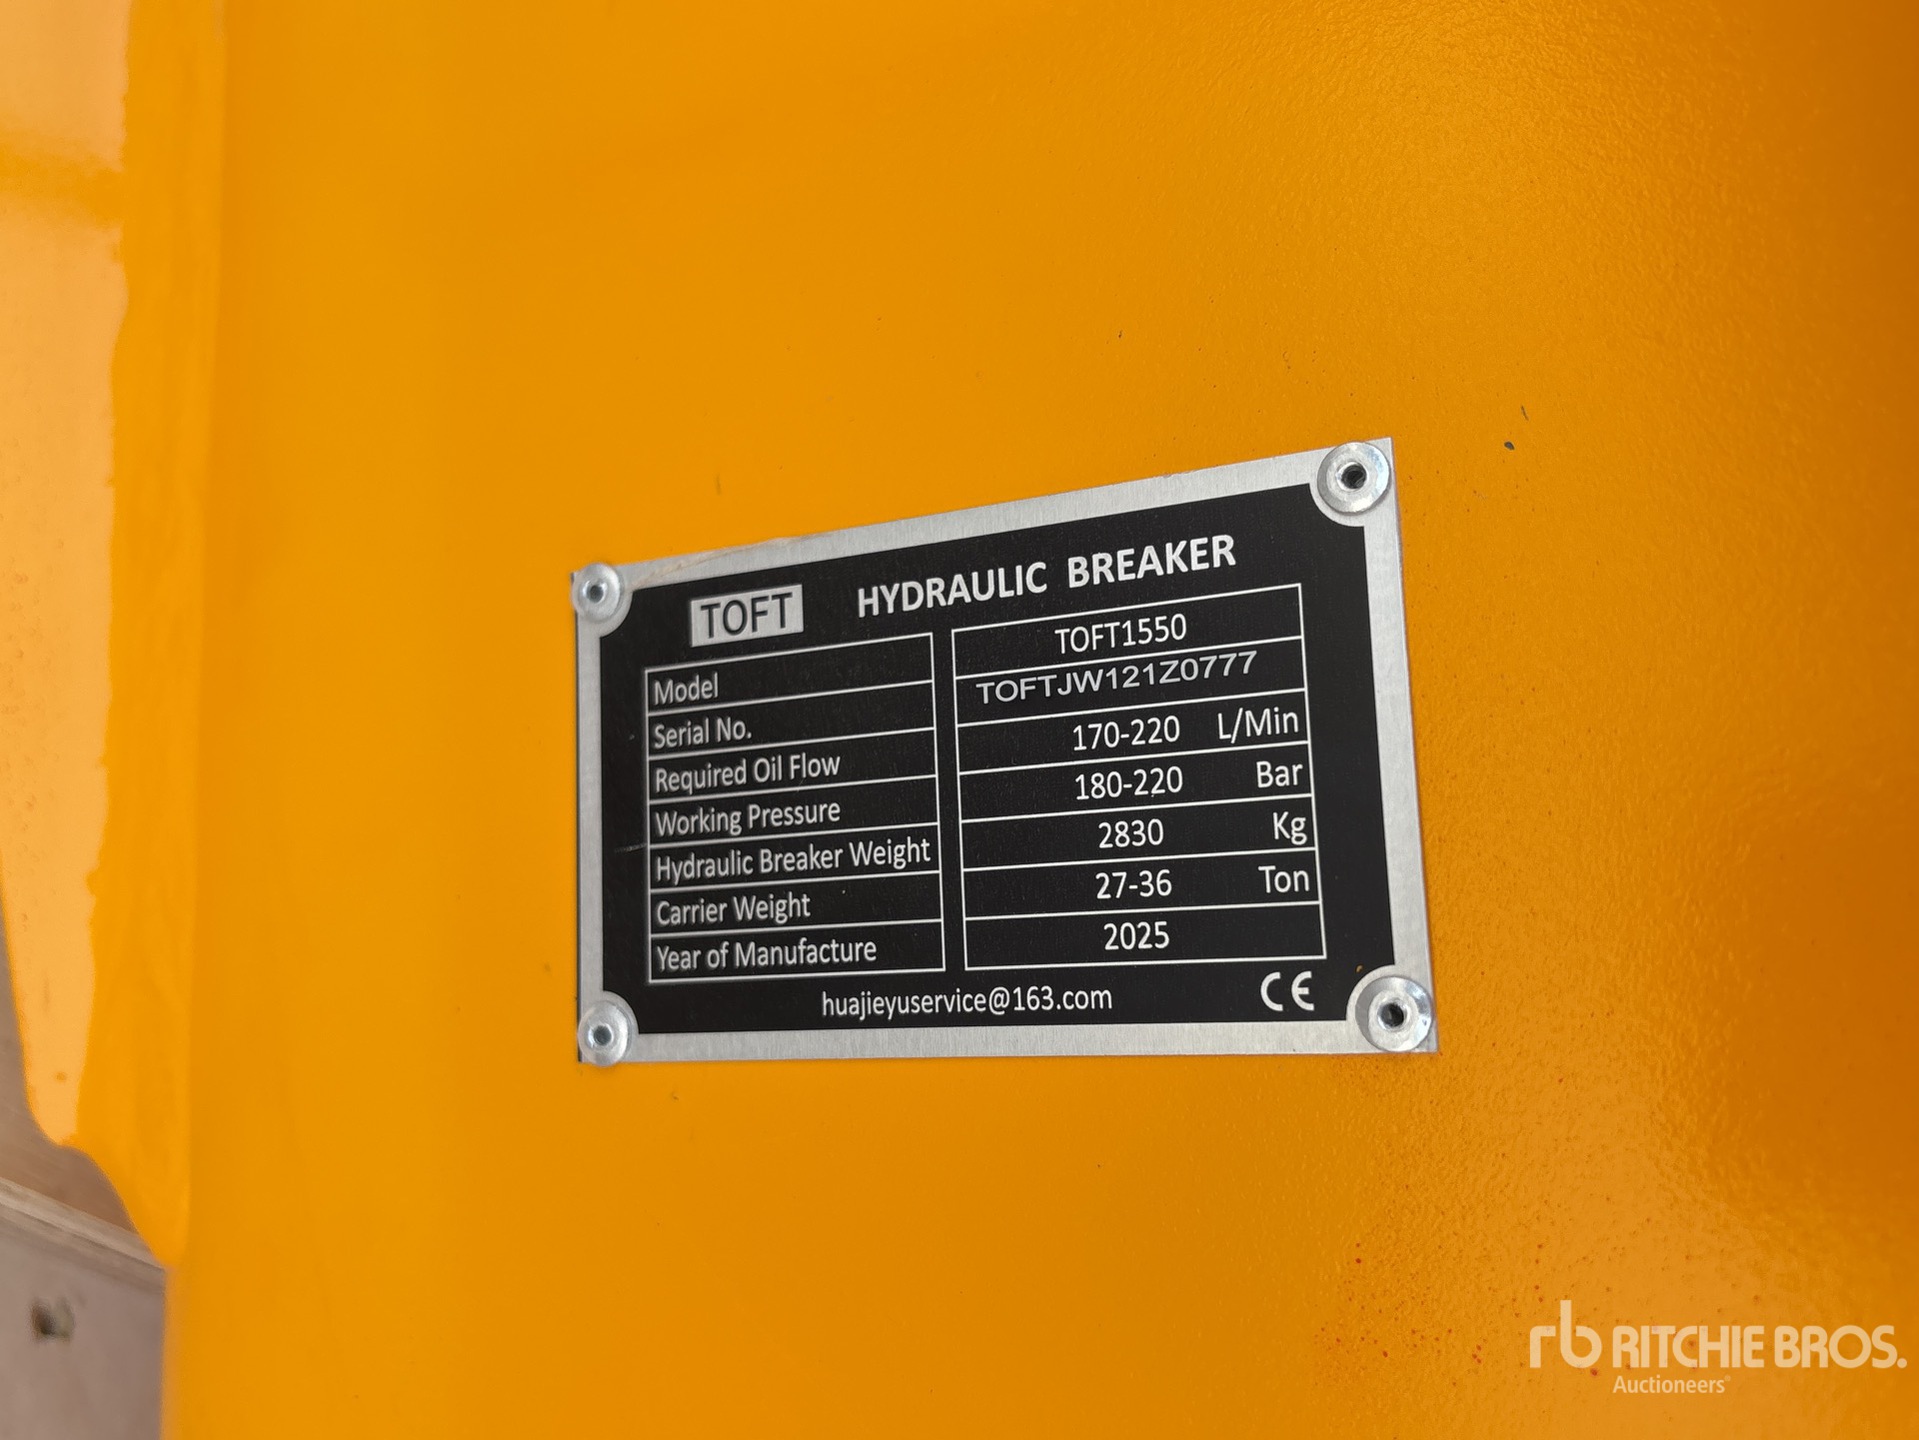 TOFT HYDRAULIC BREAKER
Model TOFT1550
Serial No. TOFTJW121Z0777
Required Oil Flow 170-220 L/Min
Working Pressure 180-220 Bar
Hydraulic Breaker Weight 2830 Kg
Carrier Weight 27-36 Ton
Year of Manufacture 2025
huajieyuservice@163.com CE
rb RITCHIE BROS.
Auctioneers